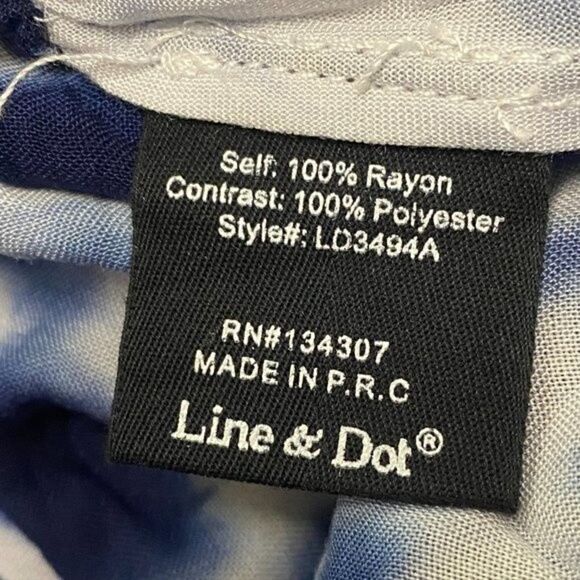 Self: 100% Rayon
Contrast: 100% Polyester
Style#: LD3494A
RN#134307
MADE IN P.R.C
Line & Dot®